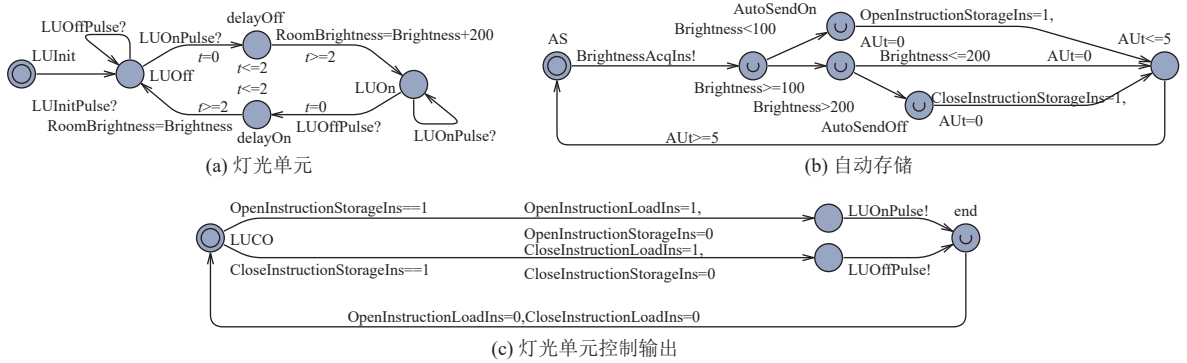 LUOffPulse?
delayOff
LUOnPulse?
RoomBrightness=Brightness+200
LUInit
t=0
t<=2
t>=2
LUOff
t<=2
LUOn
t>=2
t=0
LUInitPulse?
LUOffPulse?
RoomBrightness=Brightness
delayOn
LUOnPulse?
(a) 灯光单元
AutoSendOn
OpenInstructionStorageIns=1,
Brightness<100
AS
AUt=0
AUt<=5
BrightnessAcqIns!
Brightness<=200
AUt=0
Brightness>=100
Brightness>200
CloseInstructionStorageIns=1,
AutoSendOff
AUt=0
AUt>=5
(b) 自动存储
OpenInstructionStorageIns==1
OpenInstructionLoadIns=1,
LUOnPulse!
end
LUCO
OpenInstructionStorageIns=0
CloseInstructionLoadIns=1,
CloseInstructionStorageIns==1
CloseInstructionStorageIns=0
LUOffPulse!
OpenInstructionLoadIns=0,CloseInstructionLoadIns=0
(c) 灯光单元控制输出